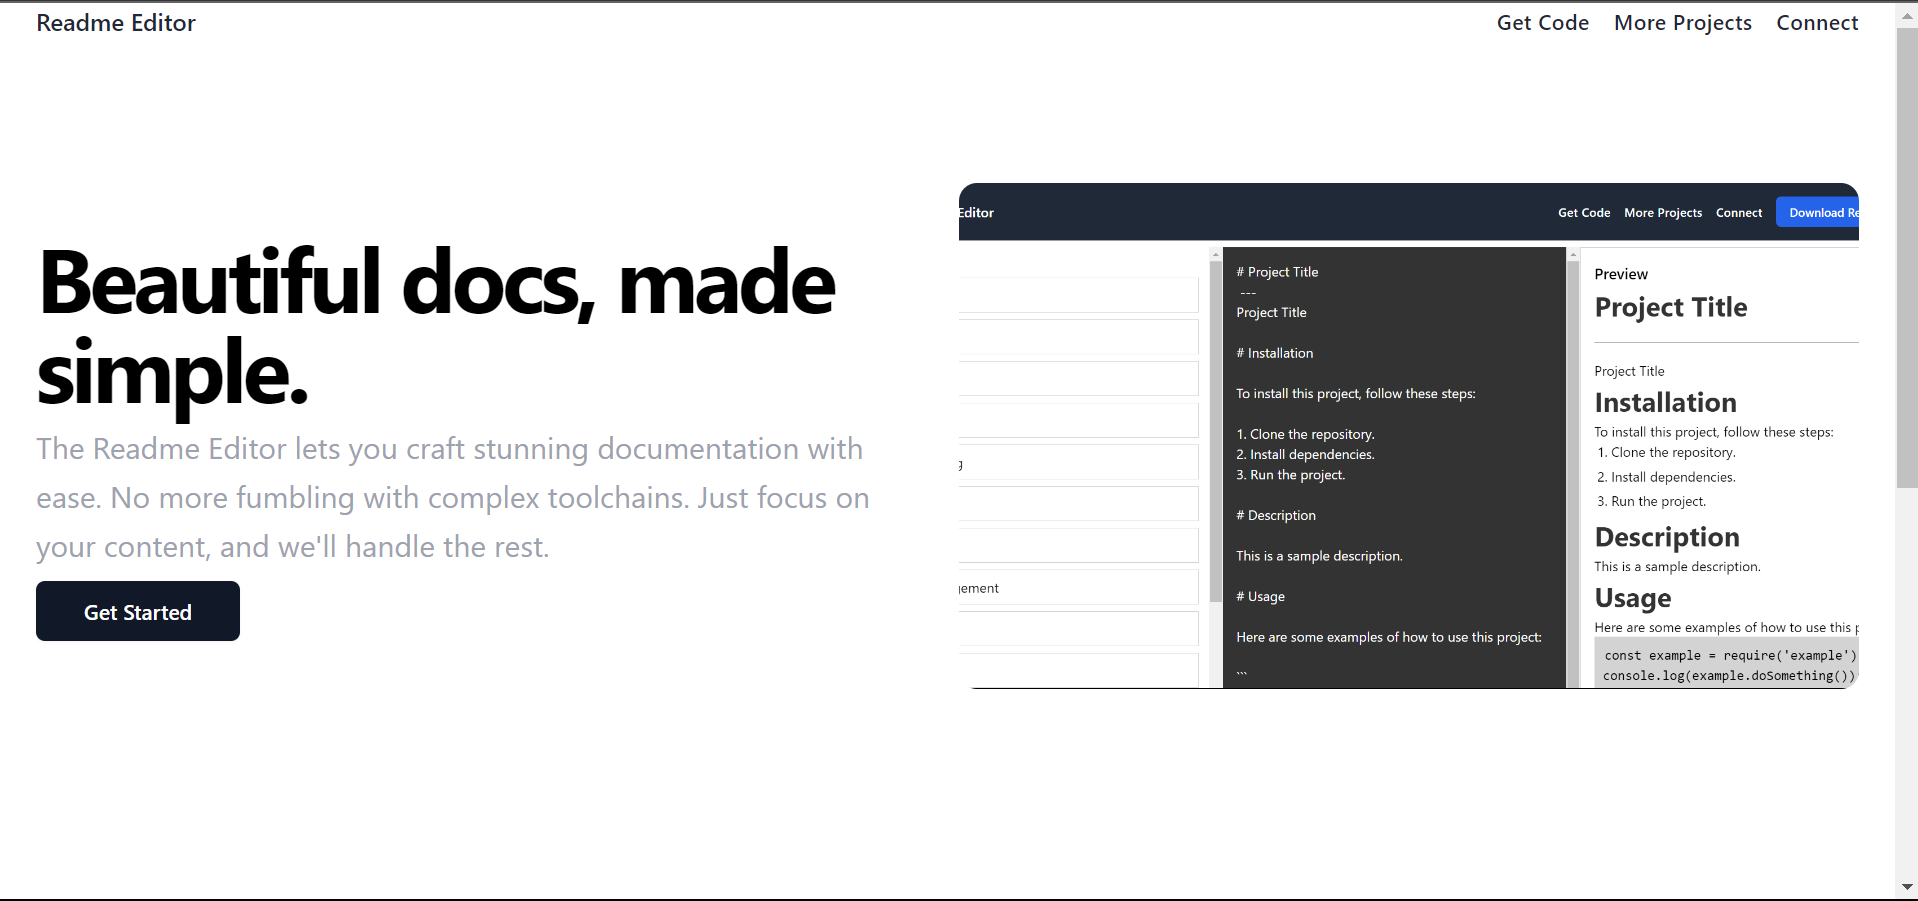 Readme Editor
Get Code More Projects Connect
Beautiful docs, made
simple.
The Readme Editor lets you craft stunning documentation with
ease. No more fumbling with complex toolchains. Just focus on
your content, and we'll handle the rest.
Get Started
Editor
Get Code More Projects Connect Download Re
g
gement
# Project Title
---
Project Title
# Installation
To install this project, follow these steps:
1. Clone the repository.
2. Install dependencies.
3. Run the project.
# Description
This is a sample description.
# Usage
Here are some examples of how to use this project:
```
Preview
Project Title
Project Title
Installation
To install this project, follow these steps:
1. Clone the repository.
2. Install dependencies.
3. Run the project.
Description
This is a sample description.
Usage
Here are some examples of how to use this p
const example = require('example')
console.log(example.doSomething())